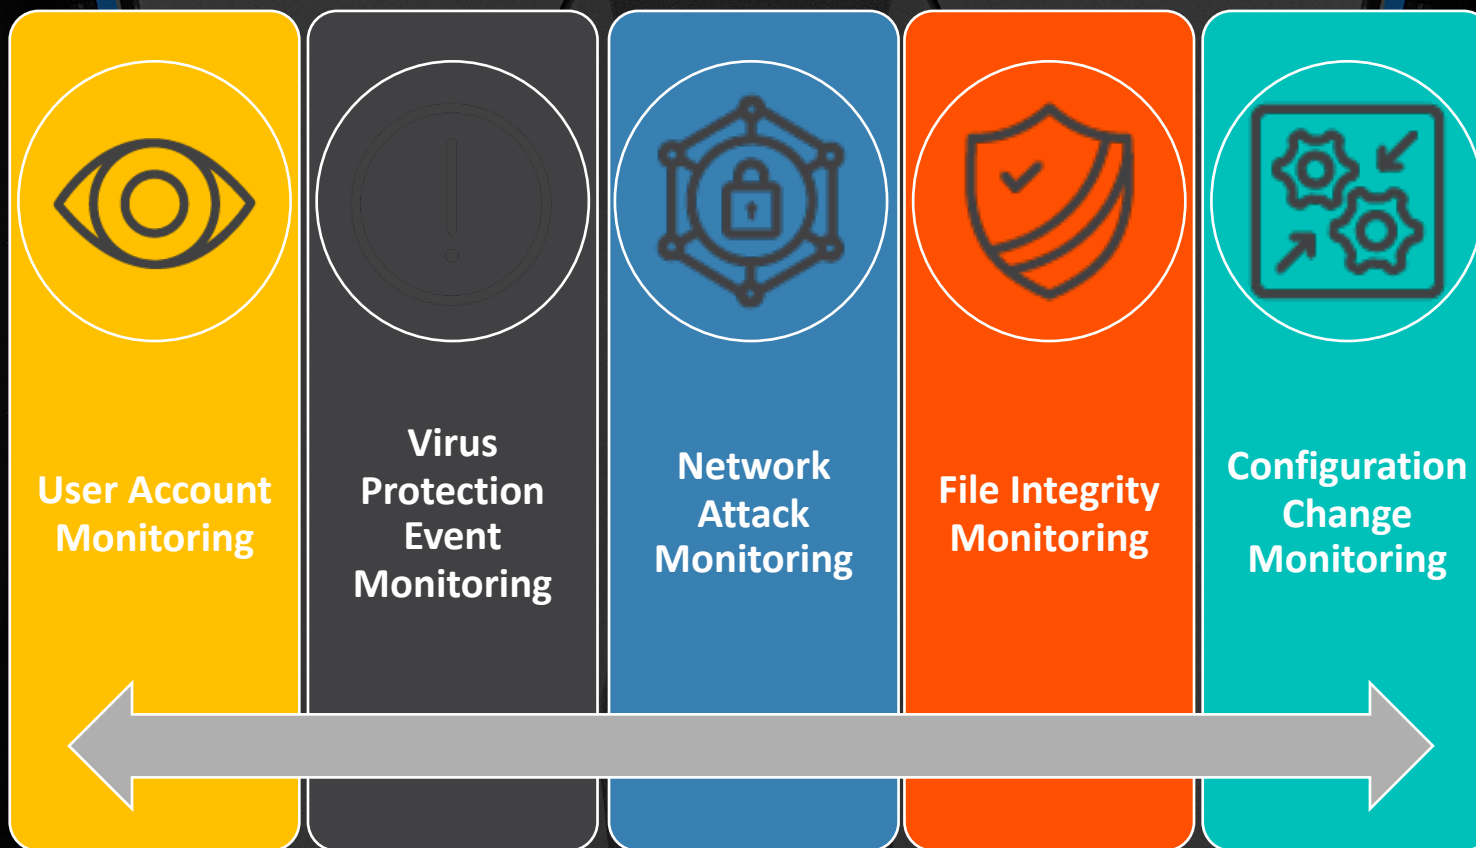 User Account
Monitoring
Virus
Protection
Event
Monitoring
Network
Attack
Monitoring
File Integrity
Monitoring
Configuration
Change
Monitoring